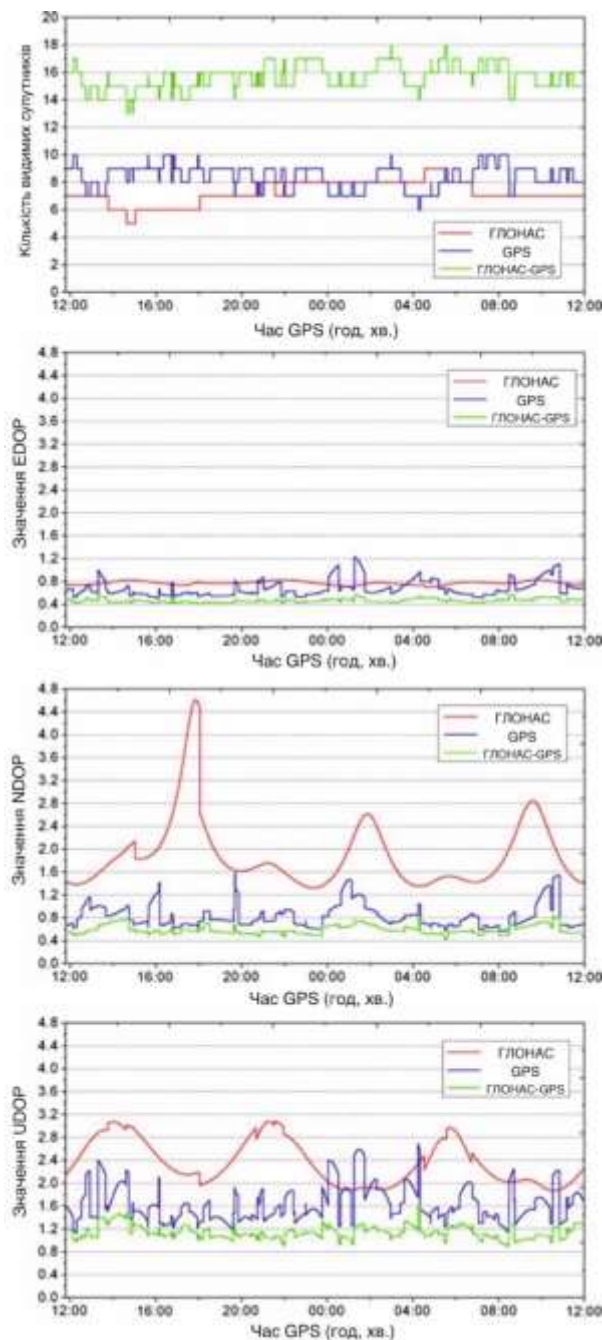 Кількість видимих супутників
20
18
16
14
12
10
8
6
4
2
0
ГЛОНАС
GPS
ГЛОНАС-GPS
12:00 16:00 20:00 00:00 04:00 08:00 12:00
Час GPS (год, хв.)
Значення EDOP
4.8
4.4
4.0
3.6
3.2
2.8
2.4
2.0
1.6
1.2
0.8
0.4
0.0
ГЛОНАС
GPS
ГЛОНАС-GPS
12:00 16:00 20:00 00:00 04:00 08:00 12:00
Час GPS (год, хв.)
Значення NDOP
4.8
4.4
4.0
3.6
3.2
2.8
2.4
2.0
1.6
1.2
0.8
0.4
0.0
ГЛОНАС
GPS
ГЛОНАС-GPS
12:00 16:00 20:00 00:00 04:00 08:00 12:00
Час GPS (год, хв.)
Значення UDOP
4.8
4.4
4.0
3.6
3.2
2.8
2.4
2.0
1.6
1.2
0.8
0.4
0.0
ГЛОНАС
GPS
ГЛОНАС-GPS
12:00 16:00 20:00 00:00 04:00 08:00 12:00
Час GPS (год, хв.)